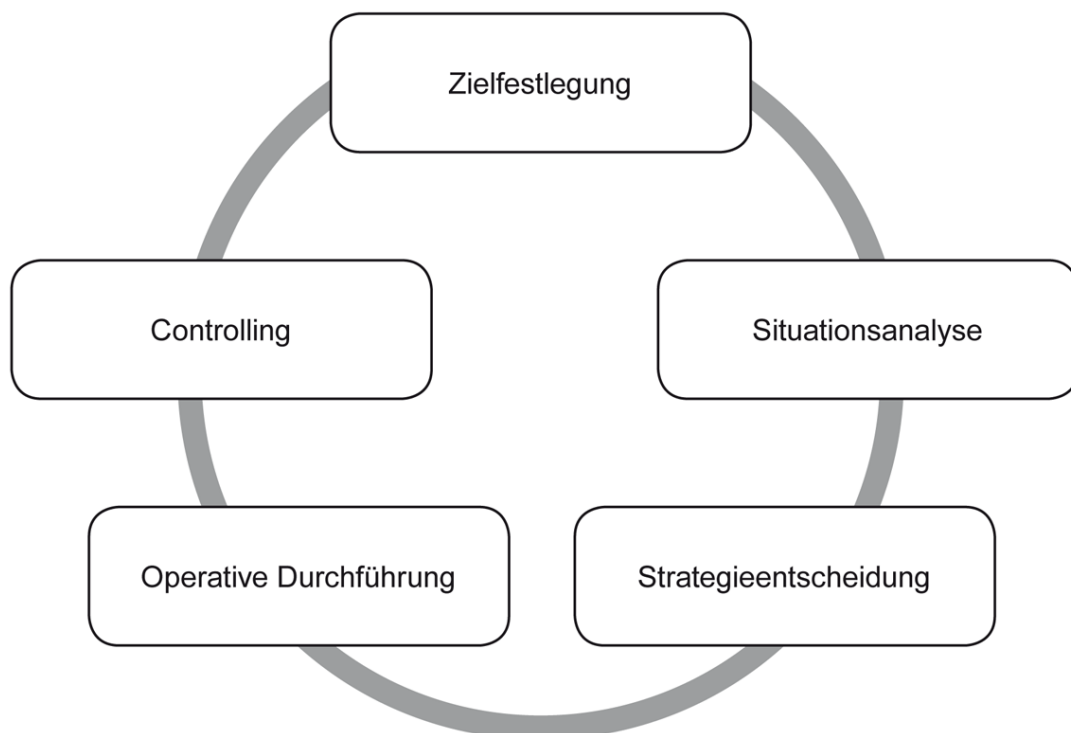 Zielfestlegung
Controlling
Situationsanalyse
Operative Durchführung
Strategieentscheidung